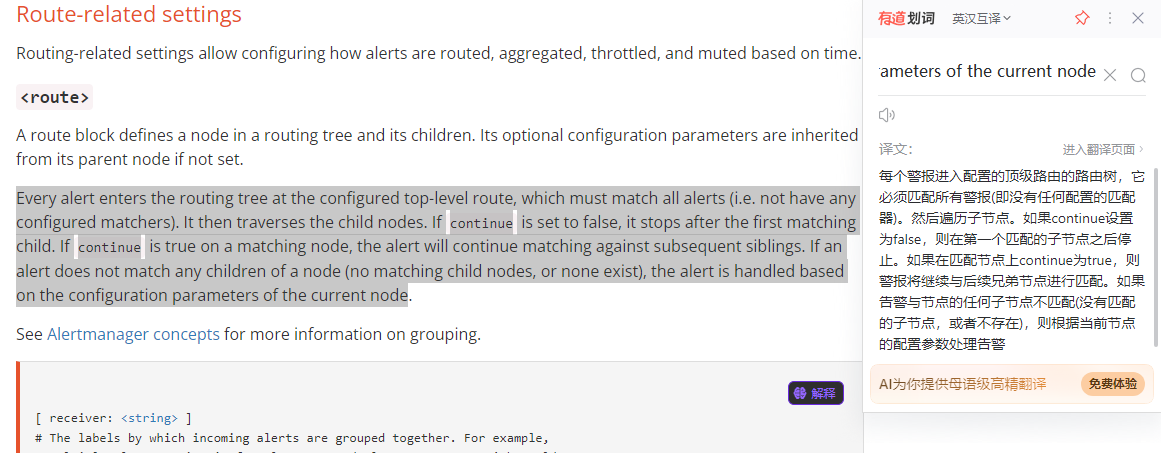 Route-related settings
Routing-related settings allow configuring how alerts are routed, aggregated, throttled, and muted based on time.
<route>
A route block defines a node in a routing tree and its children. Its optional configuration parameters are inherited
from its parent node if not set.
Every alert enters the routing tree at the configured top-level route, which must match all alerts (i.e. not have any
configured matchers). It then traverses the child nodes. If continue is set to false, it stops after the first matching
child. If continue is true on a matching node, the alert will continue matching against subsequent siblings. If an
alert does not match any children of a node (no matching child nodes, or none exist), the alert is handled based
on the configuration parameters of the current node.
See Alertmanager concepts for more information on grouping.
解释
[ receiver: <string> ]
# The labels by which incoming alerts are grouped together. For example,
有道划词 英汉互译
rameters of the current node
译文：
进入翻译页面
每个警报进入配置的顶级路由的路由树，它
必须匹配所有警报(即没有任何配置的匹配
器)。然后遍历子节点。如果continue设置
为false，则在第一个匹配的子节点之后停
止。如果在匹配节点上continue为true，则
警报将继续与后续兄弟节点进行匹配。如果
告警与节点的任何子节点不匹配(没有匹配
的子节点，或者不存在)，则根据当前节点
的配置参数处理告警
AI为你提供母语级高精翻译 免费体验